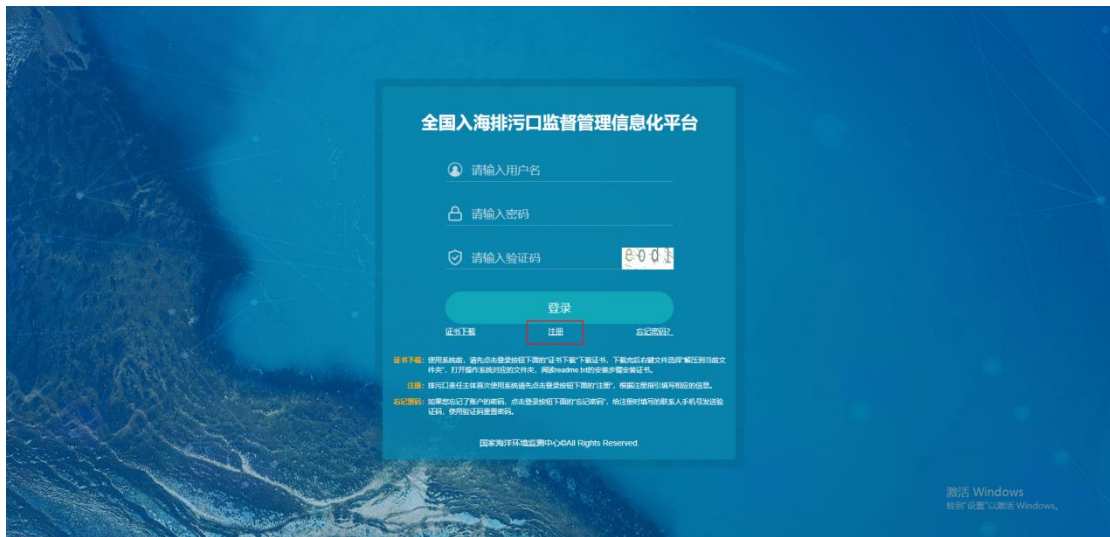 全国入海排污口监督管理信息化平台
请输入用户名
请输入密码
请输入验证码
登录
证书下载 注册 忘记密码?
证书下载：使用系统前，请先点击登录按钮下面的“证书下载”下载证书，下载完后右键文件选择“解压到当前文
件夹”，打开操作系统对应的文件夹，阅读readme.txt的安装步骤安装证书。
注册：排污口责任主体首次使用系统请先点击登录按钮下面的“注册”，根据注册指引填写相应的信息。
忘记密码：如果您忘记了账户的密码，点击登录按钮下面的“忘记密码”，给注册时填写的联系人手机号发送验
证码，使用验证码重置密码。
国家海洋环境监测中心©All Rights Reserved.
激活 Windows
转到“设置”以激活 Windows。